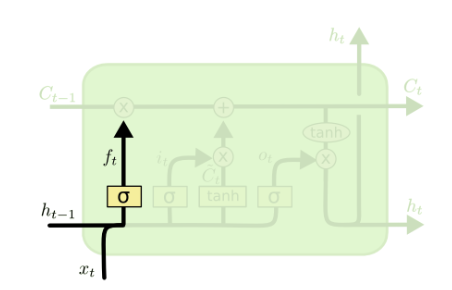 h_t
C_{t-1} × + C_t
tanh
f_t i_t × o_t ×
C̃_t
σ σ tanh σ
h_{t-1} h_t
x_t